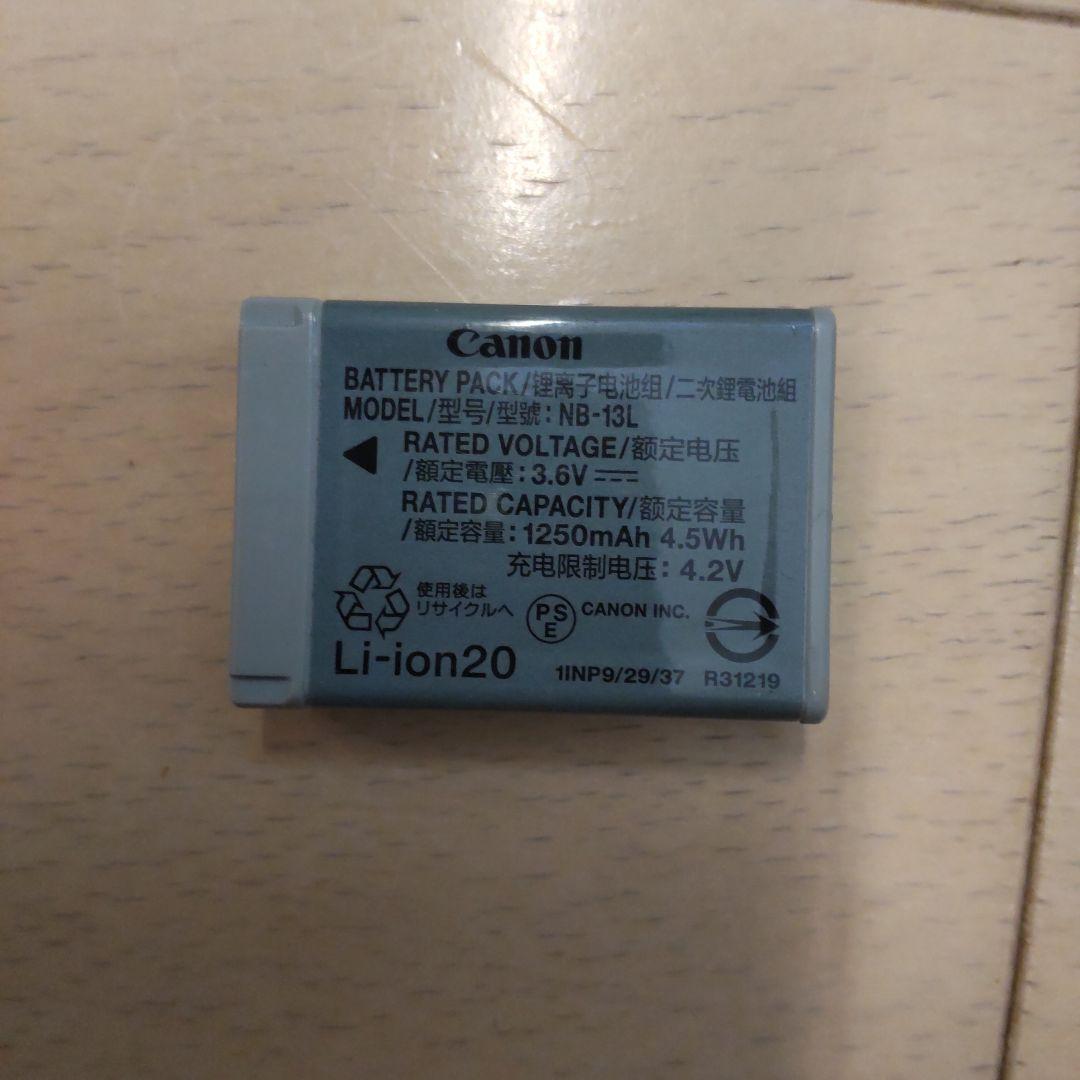 Canon
BATTERY PACK/锂离子电池组/二次鋰電池組
MODEL/型号/型號: NB-13L
RATED VOLTAGE/额定电压
/額定電壓: 3.6V
RATED CAPACITY/额定容量
/額定容量: 1250mAh 4.5Wh
充电限制电压: 4.2V
使用後は
リサイクルへ
PS
E
CANON INC.
Li-ion20
1INP9/29/37
R31219